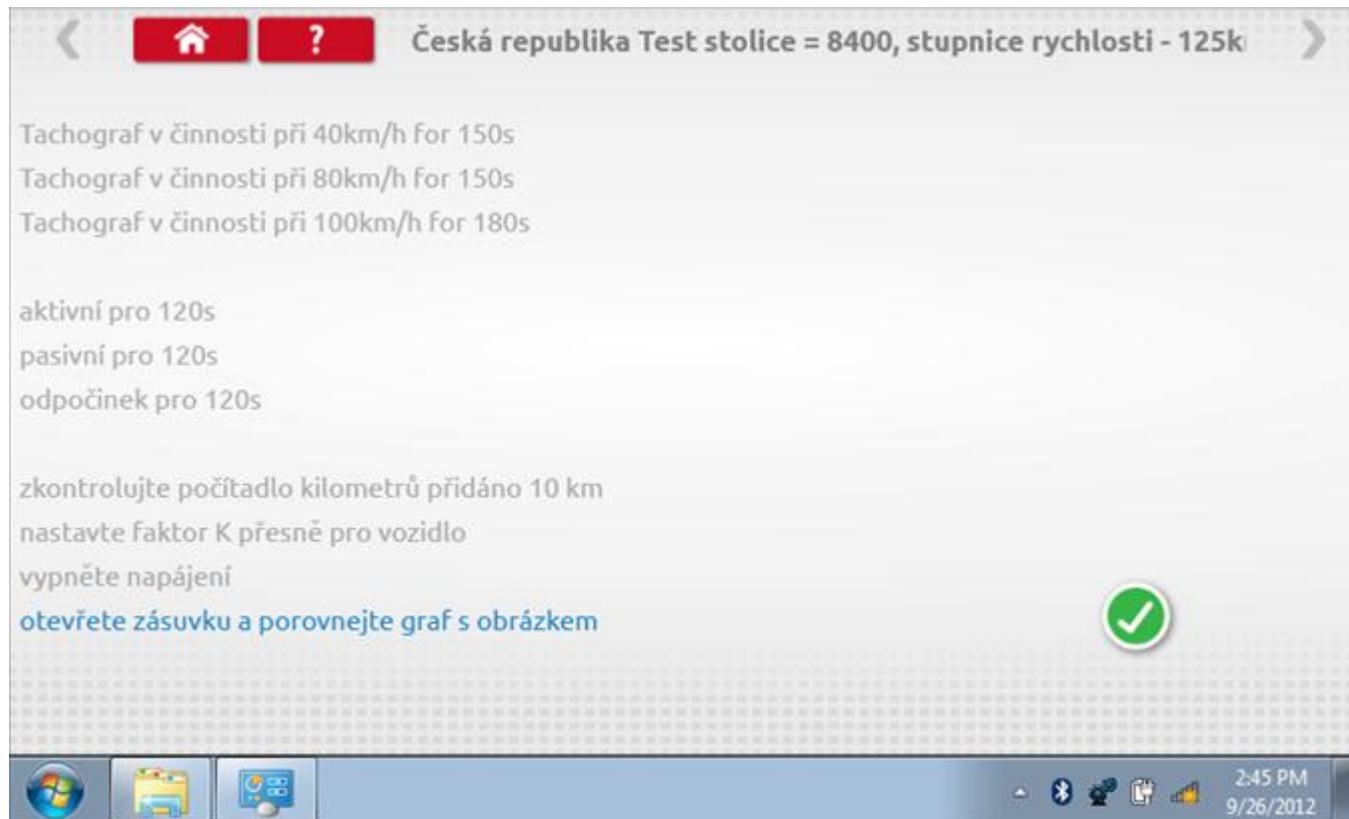 ?
Česká republika Test stolice = 8400, stupnice rychlosti - 125k
Tachograf v činnosti při 40km/h for 150s
Tachograf v činnosti při 80km/h for 150s
Tachograf v činnosti při 100km/h for 180s
aktivní pro 120s
pasivní pro 120s
odpočinek pro 120s
zkontrolujte počítadlo kilometrů přidáno 10 km
nastavte faktor K přesně pro vozidlo
vypněte napájení
otevřete zásuvku a porovnejte graf s obrázkem
2:45 PM
9/26/2012